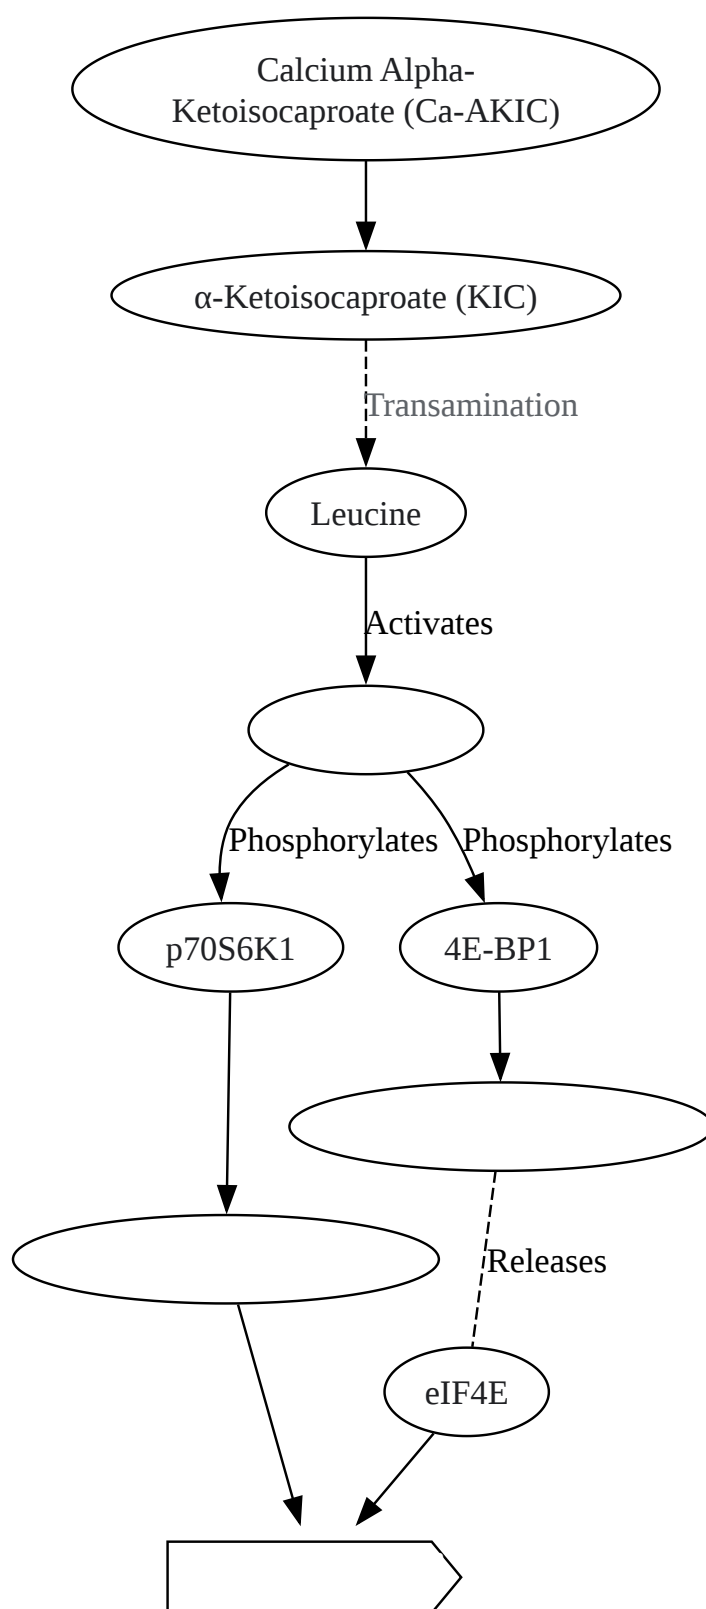 Calcium Alpha-
Ketoisocaproate (Ca-AKIC)
α-Ketoisocaproate (KIC)
Transamination
Leucine
Activates
Phosphorylates
Phosphorylates
p70S6K1
4E-BP1
Releases
eIF4E